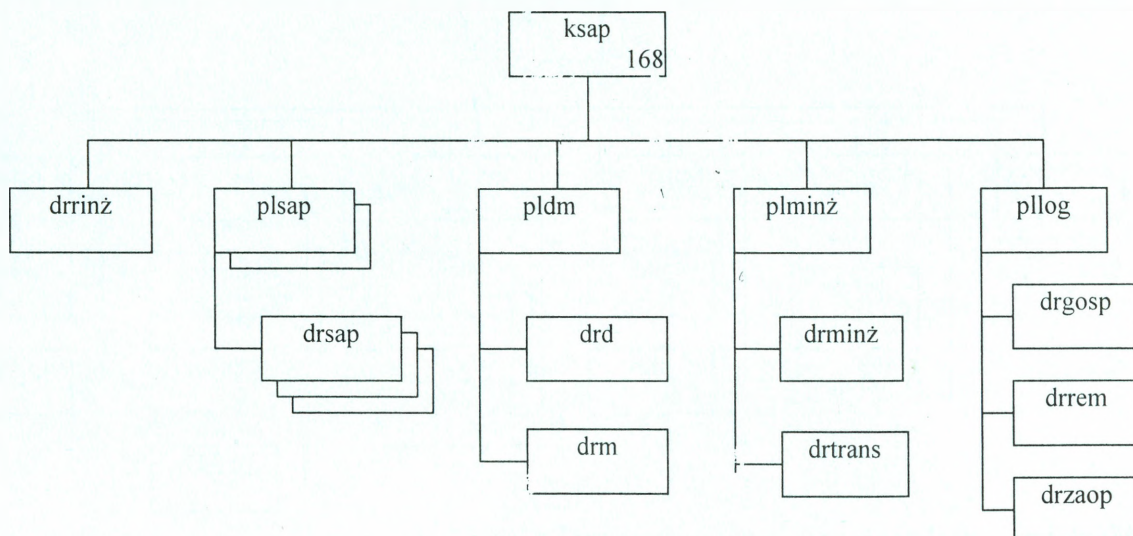 ksap
168
drrinż
plsap
pldm
plminż
pllog
drsap
drd
drminż
drgosp
drrem
drm
drtrans
drzaop